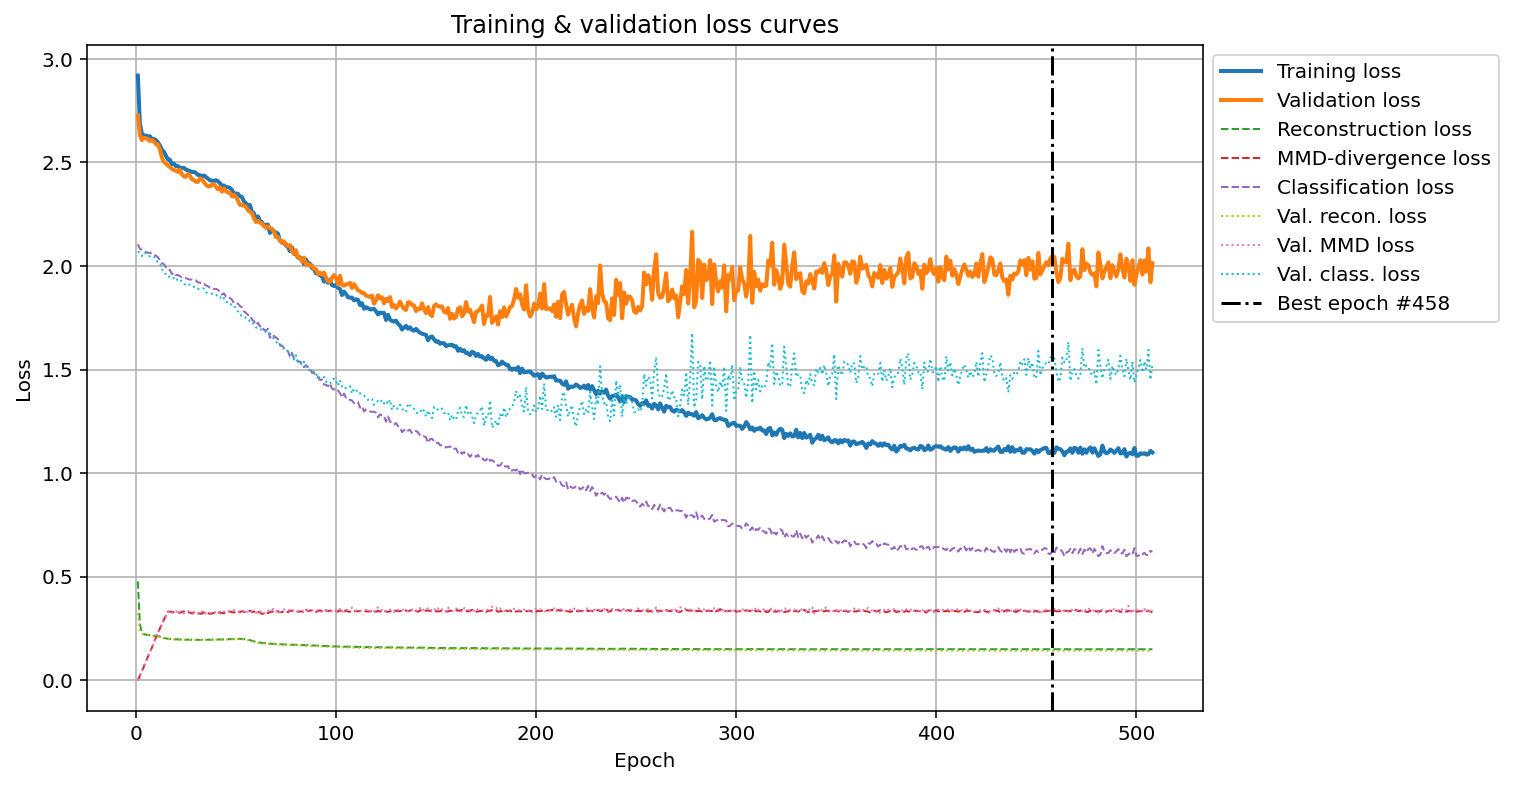 Training & validation loss curves
3.0
2.5
2.0
1.5
1.0
0.5
0.0
Loss
0
100
200
300
400
500
Epoch
Training loss
Validation loss
Reconstruction loss
MMD-divergence loss
Classification loss
Val. recon. loss
Val. MMD loss
Val. class. loss
Best epoch #458